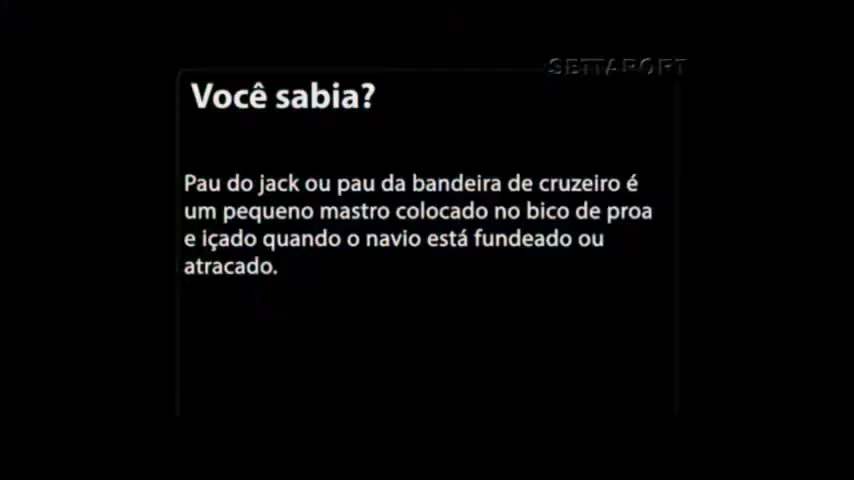 SETTAPORT
Você sabia?
Pau do jack ou pau da bandeira de cruzeiro é
um pequeno mastro colocado no bico de proa
e içado quando o navio está fundeado ou
atracado.